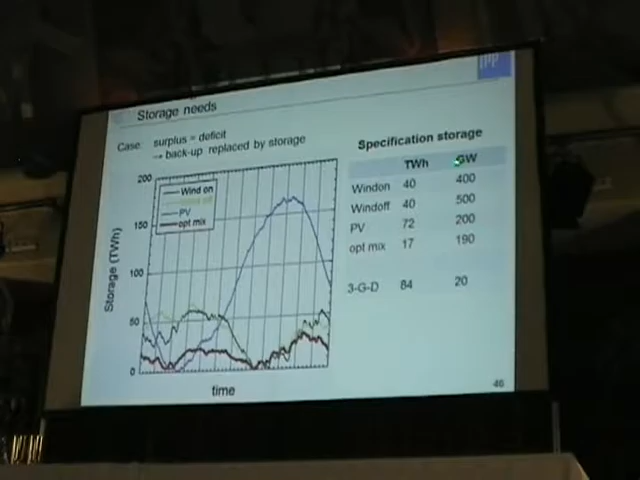 Storage needs
ipp
Case: surplus = deficit
→ back-up replaced by storage
Specification storage
TWh GW
Windon 40 400
Windoff 40 500
PV 72 200
opt mix 17 190
3-G-D 84 20
Storage (TWh)
200
150
100
50
0
Wind on
PV
opt mix
time
46